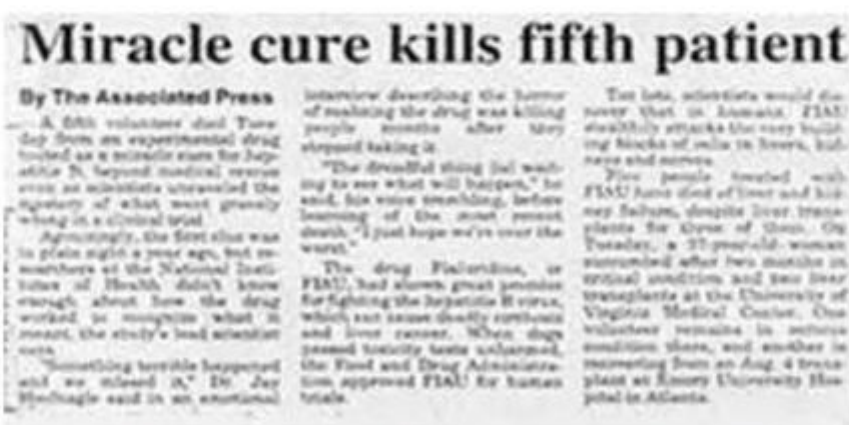 Miracle cure kills fifth patient
By The Associated Press
A fifth volunteer died Tues-
day from an experimental drug
touted as a miracle cure for hep-
atitis B, beyond medical rescue
even as scientists unraveled the
mystery of what went gravely
wrong in a clinical trial.
Agonizingly, the first clue was
in plain sight a year ago, but re-
searchers at the National Insti-
tutes of Health didn't know
enough about how the drug
worked to recognize what it
meant, the study's lead scientist
says.
"Something terrible happened
and we missed it," Dr. Jay
Hoofnagle said in an emotional
interview describing the horror
of realizing the drug was killing
people months after they
stopped taking it.
"The dreadful thing is wait-
ing to see what will happen," he
said, his voice trembling, before
learning of the most recent
death. "I just hope we're over the
worst."
The drug Fialuridine, or
FIAU, had shown great promise
for fighting the hepatitis B virus,
which can cause deadly cirrhosis
and liver cancer. When dogs
passed toxicity tests unharmed,
the Food and Drug Administra-
tion approved FIAU for human
trials.
Too late, scientists would dis-
cover that in humans, FIAU
stealthily attacks the very build-
ing blocks of cells in livers, kid-
neys and nerves.
Five people treated with
FIAU have died of liver and kid-
ney failure, despite liver trans-
plants for three of them. On
Tuesday, a 37-year-old woman
succumbed after two months in
critical condition and two liver
transplants at the University of
Virginia Medical Center. One
volunteer remains in serious
condition there, and another is
recovering from an Aug. 4 trans-
plant at Emory University Hos-
pital in Atlanta.